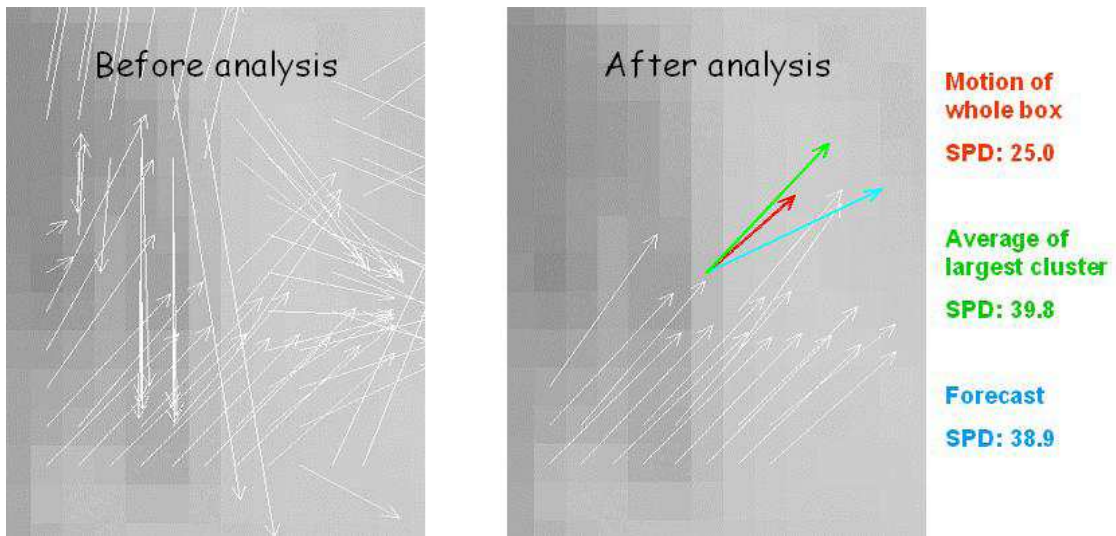 Before analysis
After analysis
Motion of
whole box
SPD: 25.0
Average of
largest cluster
SPD: 39.8
Forecast
SPD: 38.9